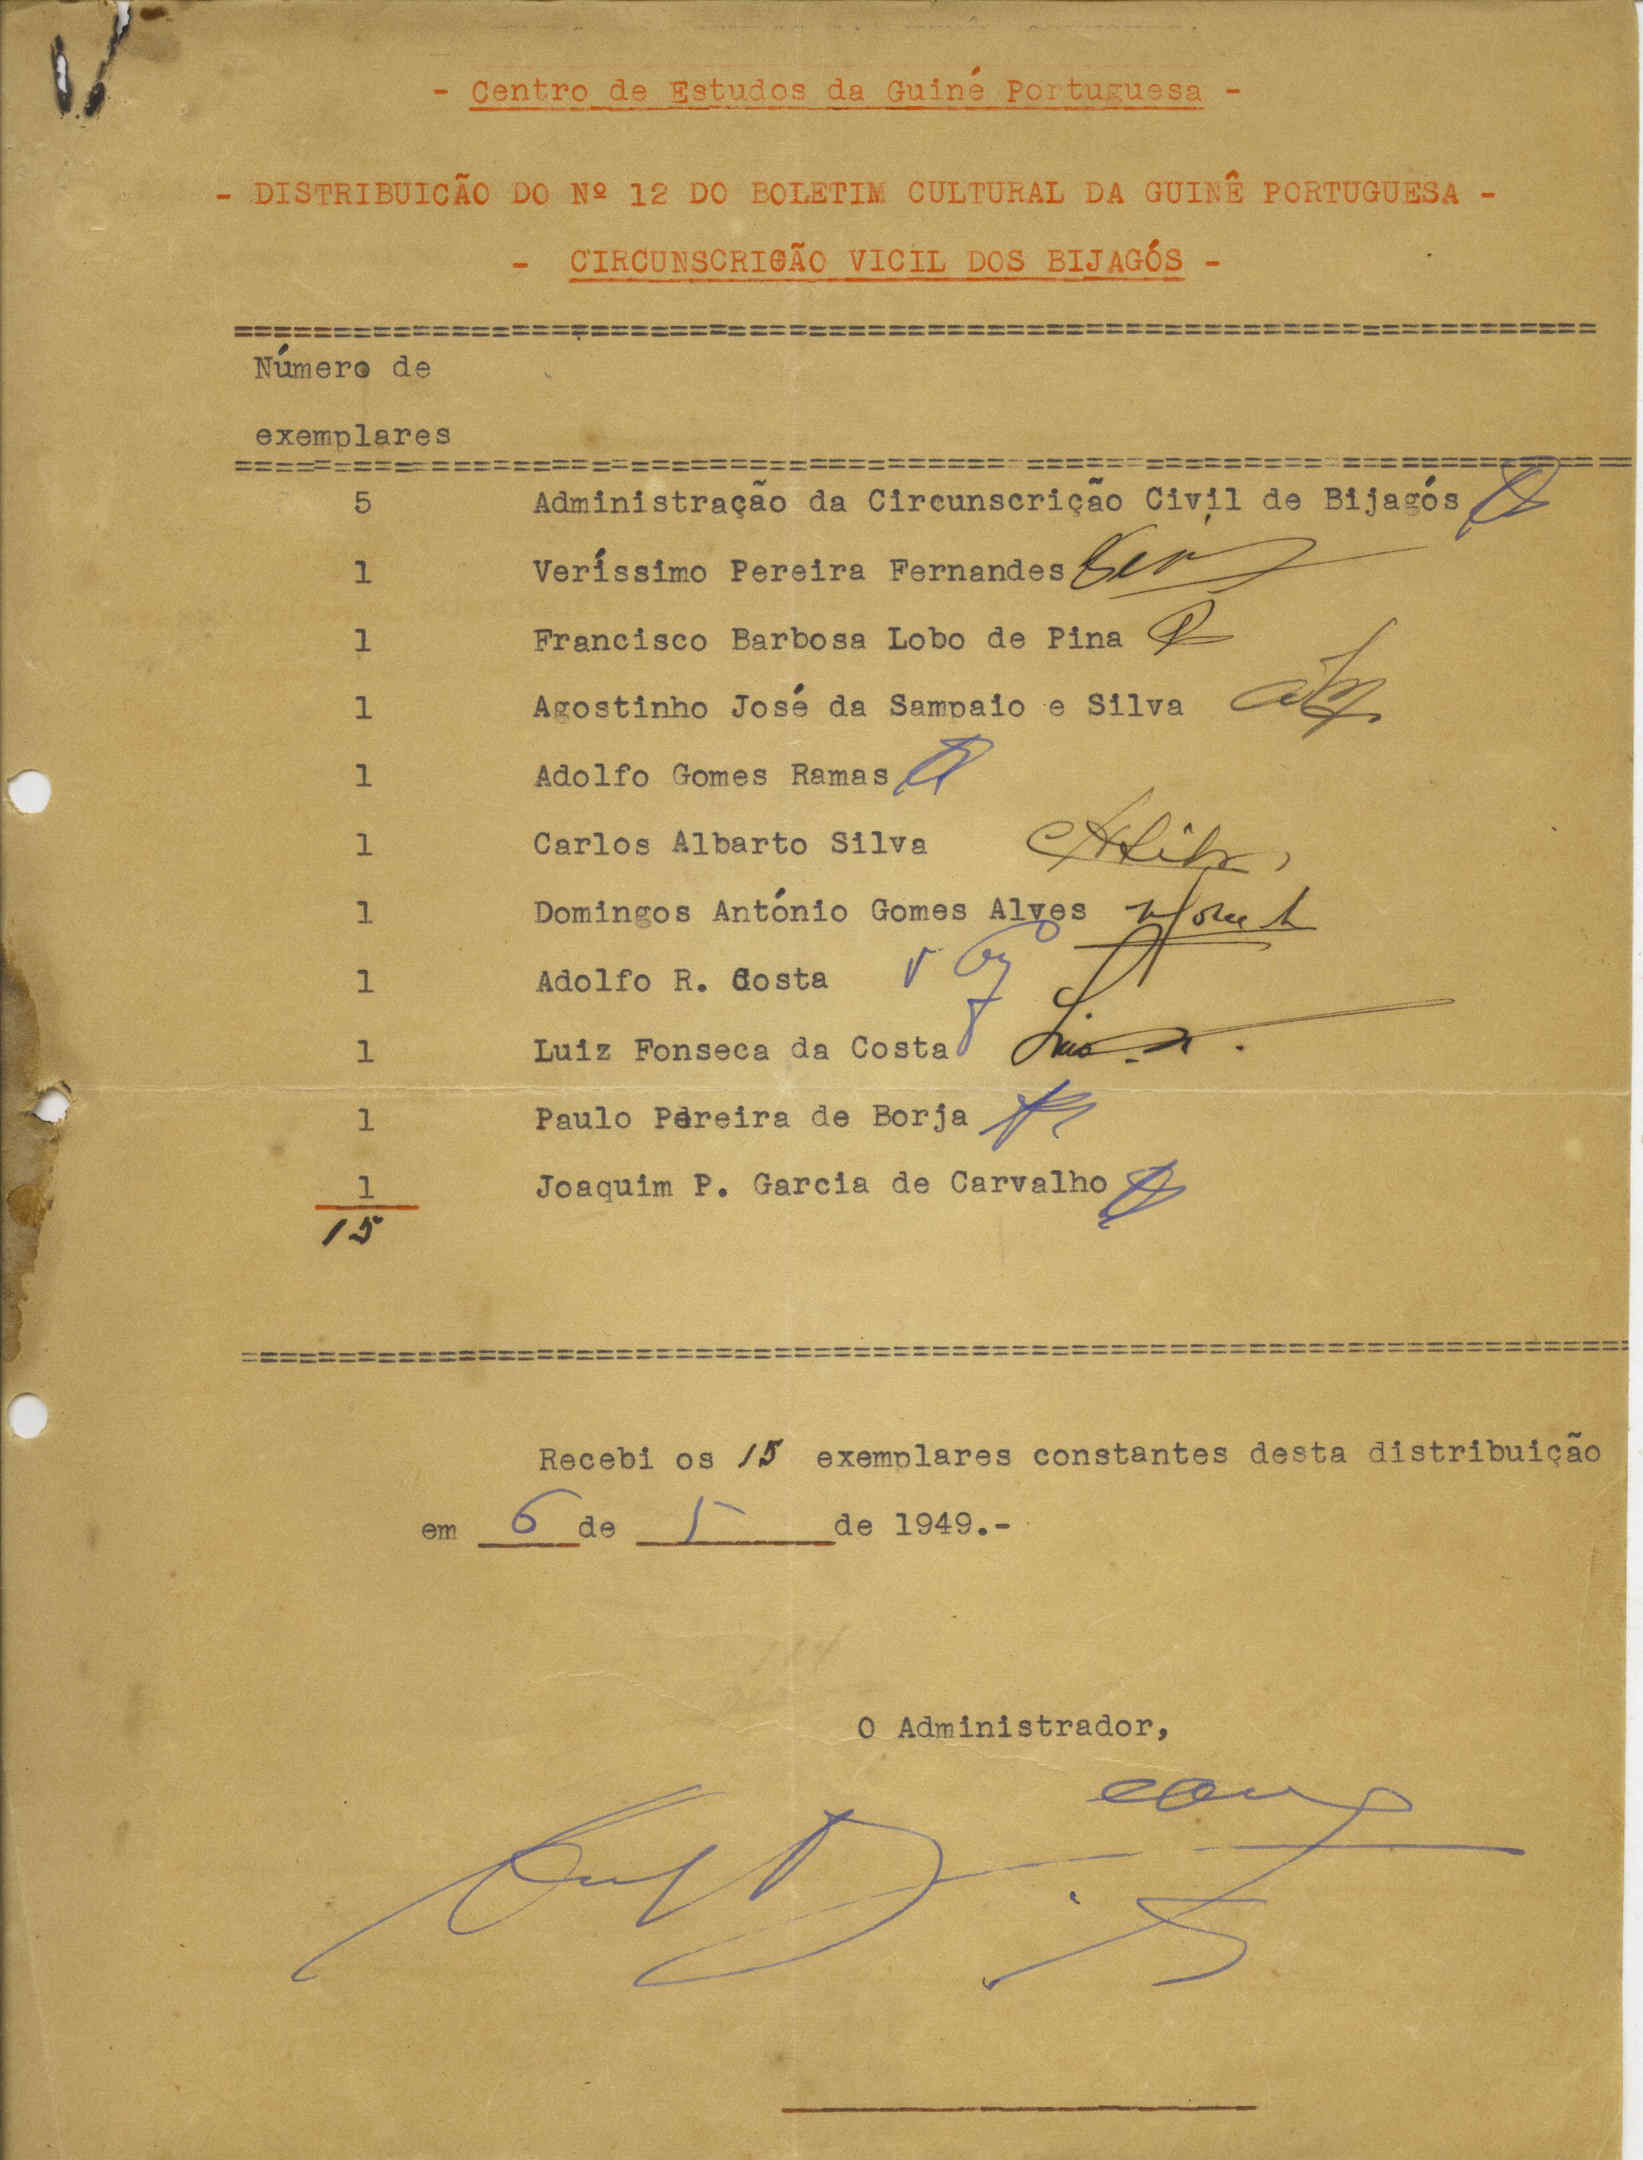 - Centro de Estudos da Guiné Portuguesa -
- DISTRIBUICÃO DO Nº 12 DO BOLETIM CULTURAL DA GUINÊ PORTUGUESA -
- CIRCUNSCRIÇÃO VICIL DOS BIJAGÓS -
Número de
exemplares
5 Administração da Circunscrição Civil de Bijagós
1 Veríssimo Pereira Fernandes
1 Francisco Barbosa Lobo de Pina
1 Agostinho José da Sampaio e Silva
1 Adolfo Gomes Ramas
1 Carlos Albarto Silva
1 Domingos António Gomes Alves
1 Adolfo R. Costa
1 Luiz Fonseca da Costa
1 Paulo Pereira de Borja
1 Joaquim P. Garcia de Carvalho
15
Recebi os 15 exemplares constantes desta distribuição
em 6 de 5 de 1949.-
O Administrador,